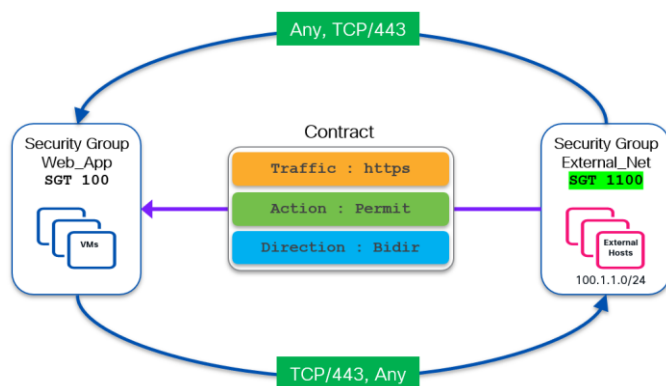 Any, TCP/443
Security Group
Web_App
SGT 100
VMs
Contract
Traffic : https
Action : Permit
Direction : Bidir
Security Group
External_Net
SGT 1100
External
Hosts
100.1.1.0/24
TCP/443, Any